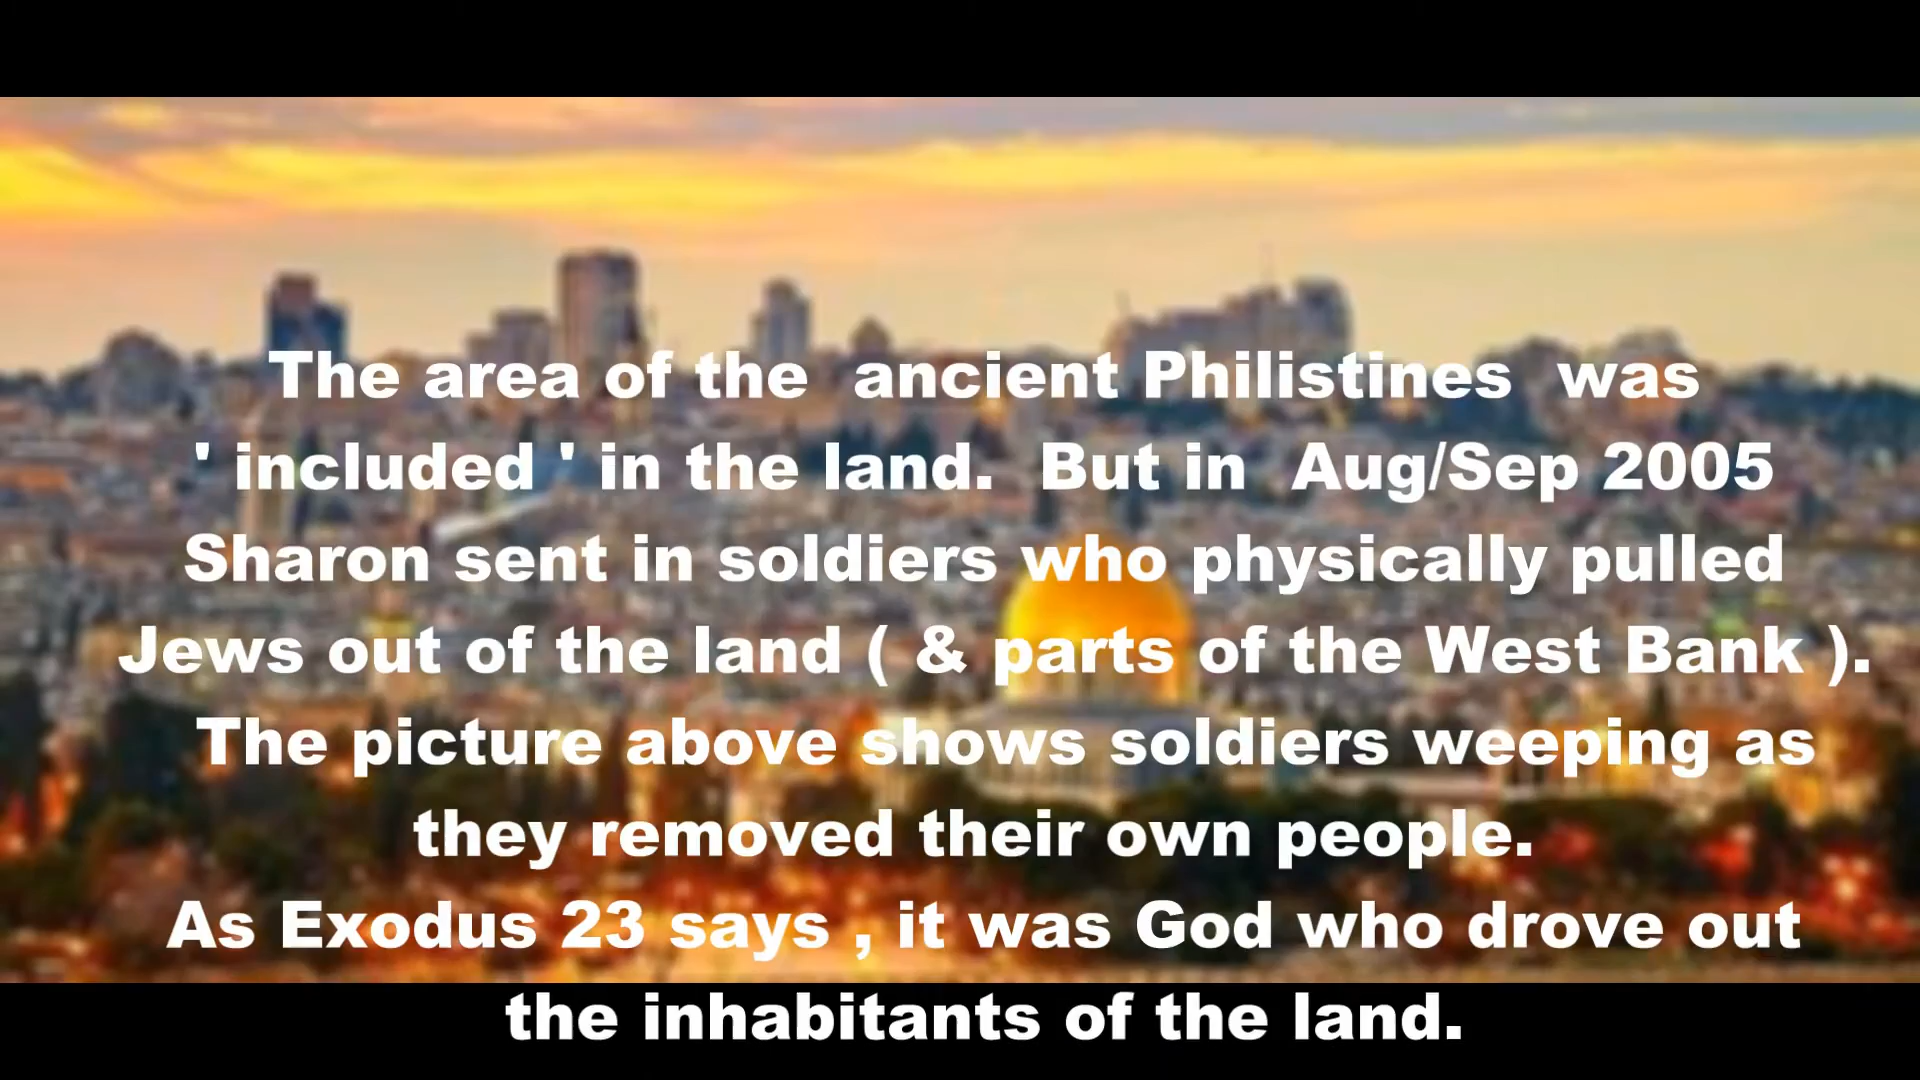 The area of the ancient Philistines was
' included ' in the land. But in Aug/Sep 2005
Sharon sent in soldiers who physically pulled
Jews out of the land ( & parts of the West Bank ).
The picture above shows soldiers weeping as
they removed their own people.
As Exodus 23 says , it was God who drove out
the inhabitants of the land.